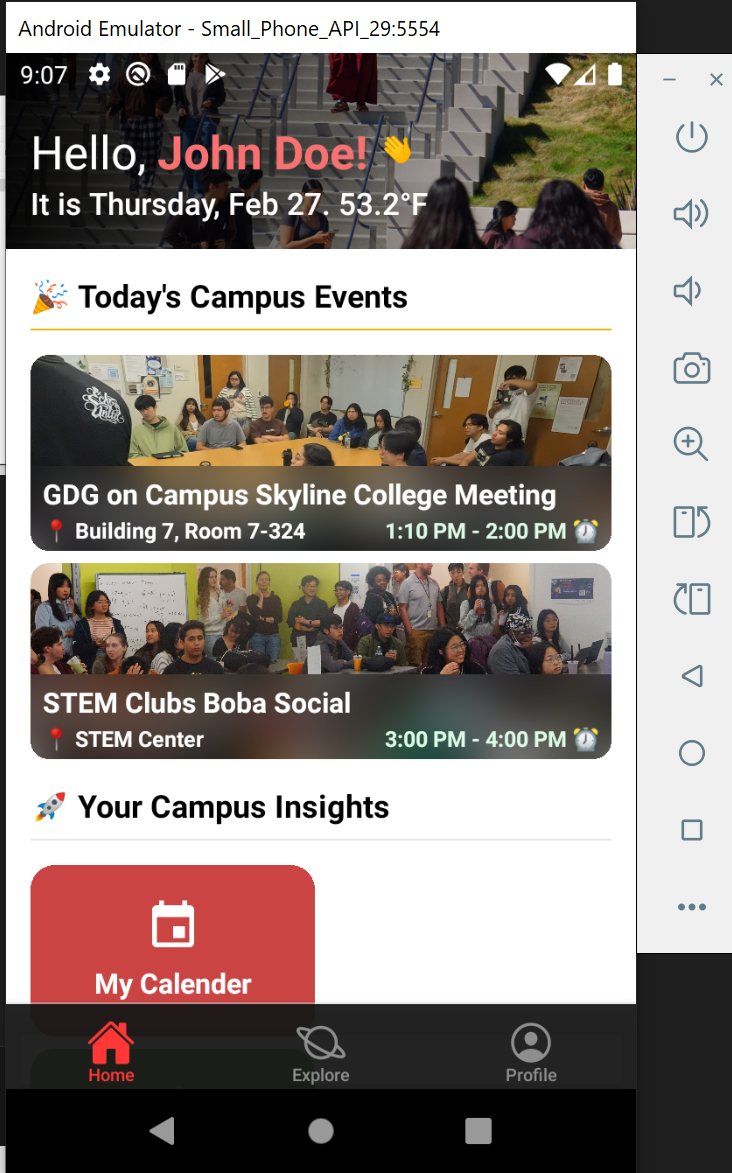 Android Emulator - Small_Phone_API_29:5554
9:07
Hello, John Doe! 👋
It is Thursday, Feb 27. 53.2°F
🎉 Today's Campus Events
GDG on Campus Skyline College Meeting
📍 Building 7, Room 7-324 1:10 PM - 2:00 PM ⏰
STEM Clubs Boba Social
📍 STEM Center 3:00 PM - 4:00 PM ⏰
🚀 Your Campus Insights
My Calender
Home Explore Profile